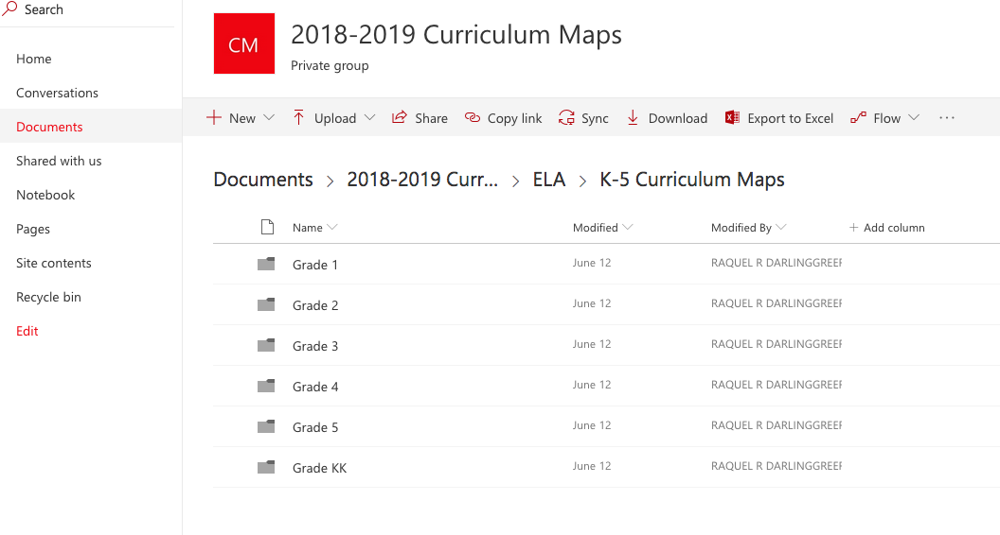 Search
Home
Conversations
Documents
Shared with us
Notebook
Pages
Site contents
Recycle bin
Edit
CM
2018-2019 Curriculum Maps
Private group
New Upload Share Copy link Sync Download Export to Excel Flow ...
Documents > 2018-2019 Curr... > ELA > K-5 Curriculum Maps
Name Modified Modified By + Add column
Grade 1 June 12 RAQUEL R DARLINGGREEF
Grade 2 June 12 RAQUEL R DARLINGGREEF
Grade 3 June 12 RAQUEL R DARLINGGREEF
Grade 4 June 12 RAQUEL R DARLINGGREEF
Grade 5 June 12 RAQUEL R DARLINGGREEF
Grade KK June 12 RAQUEL R DARLINGGREEF